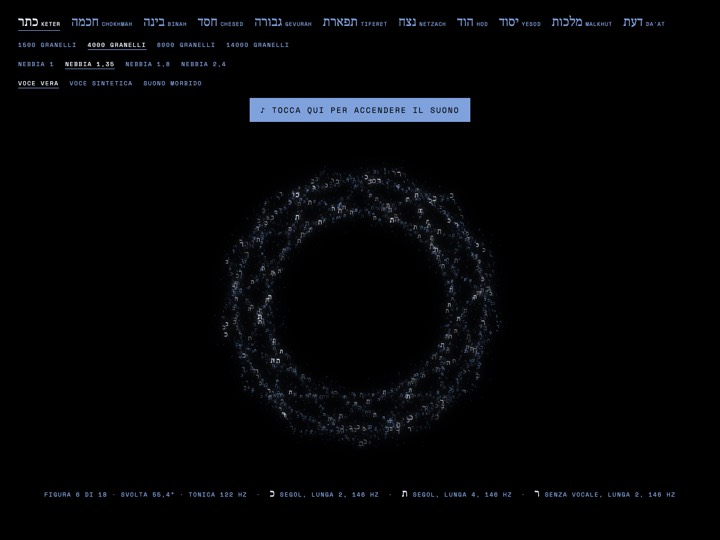 כתר KETER חכמה CHOKHMAH בינה BINAH חסד CHESED גבורה GEVURAH תפארת TIFERET נצח NETZACH הוד HOD יסוד YESOD מלכות MALKHUT דעת DA'AT
1500 GRANELLI 4000 GRANELLI 8000 GRANELLI 14000 GRANELLI
NEBBIA 1 NEBBIA 1,35 NEBBIA 1,8 NEBBIA 2,4
VOCE VERA VOCE SINTETICA SUONO MORBIDO
♪ TOCCA QUI PER ACCENDERE IL SUONO
FIGURA 6 DI 18 · SVOLTA 55,4° · TONICA 122 HZ · כ SEGOL, LUNGA 2, 146 HZ · ת SEGOL, LUNGA 4, 146 HZ · ר SENZA VOCALE, LUNGA 2, 146 HZ